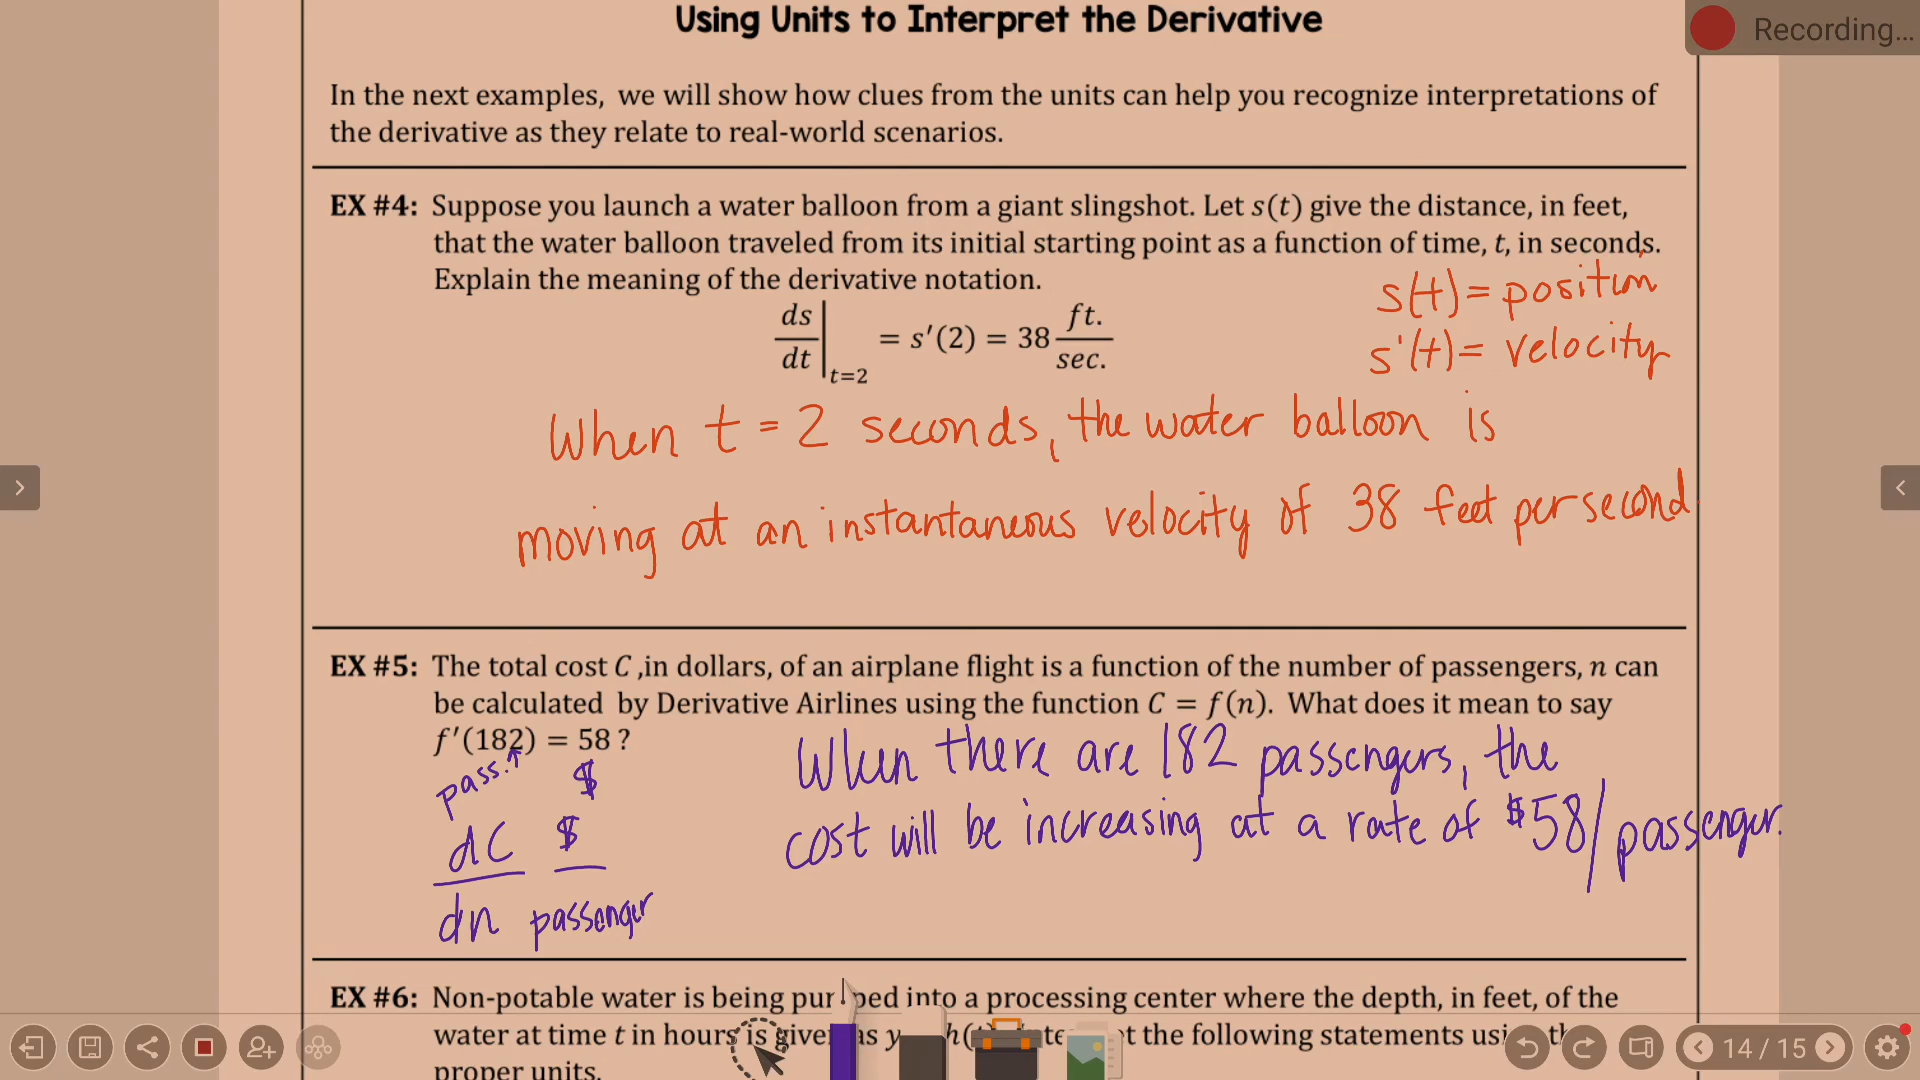 Using Units to Interpret the Derivative
Recording...
In the next examples, we will show how clues from the units can help you recognize interpretations of
the derivative as they relate to real-world scenarios.
EX #4: Suppose you launch a water balloon from a giant slingshot. Let s(t) give the distance, in feet,
that the water balloon traveled from its initial starting point as a function of time, t, in seconds.
Explain the meaning of the derivative notation.
s(t) = position
s'(t) = velocity
ds/dt |t=2 = s′(2) = 38 ft./sec.
When t = 2 seconds, the water balloon is
moving at an instantaneous velocity of 38 feet per second
EX #5: The total cost C ,in dollars, of an airplane flight is a function of the number of passengers, n can
be calculated by Derivative Airlines using the function C = f(n). What does it mean to say
f′(182) = 58 ?
pass. ↑ $
dC/dn $/passenger
When there are 182 passengers, the
cost will be increasing at a rate of $58/passenger.
EX #6: Non-potable water is being ped into a processing center where the depth, in feet, of the
water at time t in hours is given as y h(t) the following statements
proper units.
14 / 15